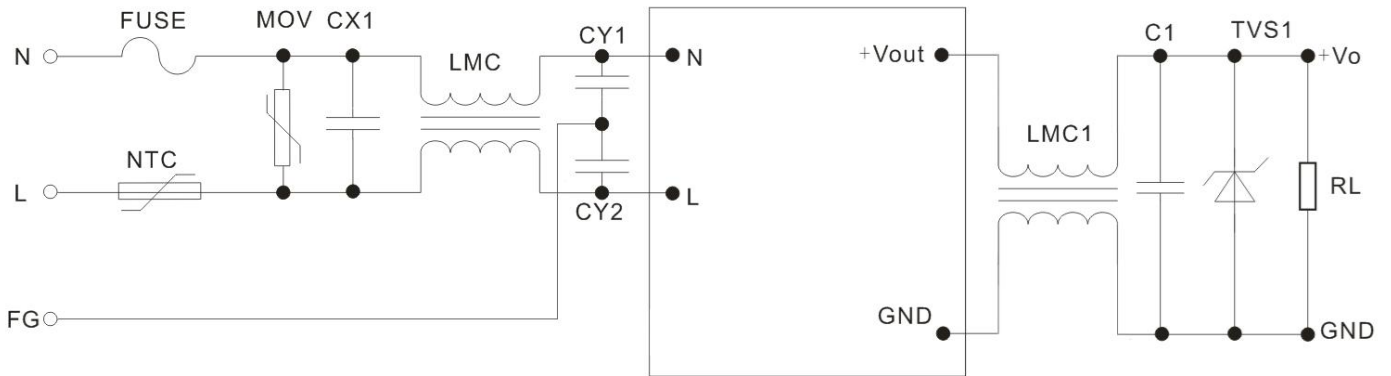 FUSE
MOV
CX1
N
LMC
CY1
N
NTC
L
CY2
L
FG
+Vout
LMC1
C1
TVS1
+Vo
RL
GND
GND